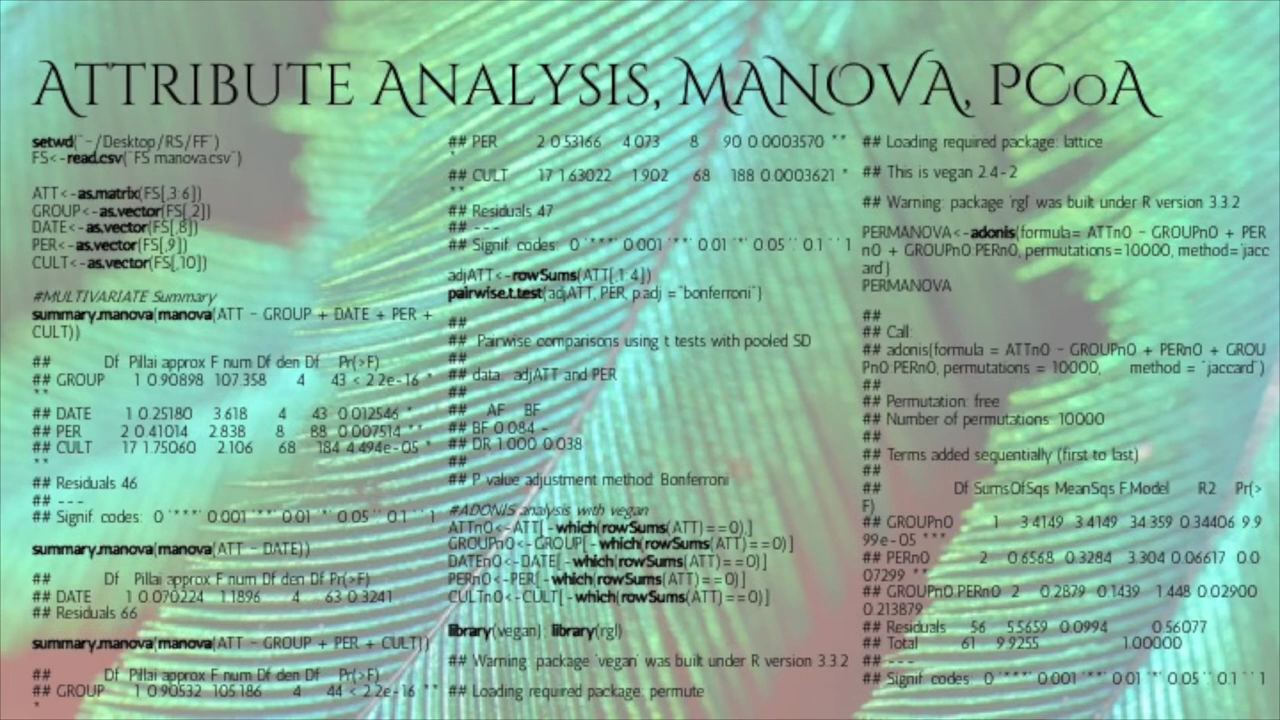 ATTRIBUTE ANALYSIS, MANOVA, PCoA
setwd("~/Desktop/RS/FF")
FS<-read.csv("FS manova.csv")
ATT<-as.matrix(FS[,3:6])
GROUP<-as.vector(FS[,2])
DATE<-as.vector(FS[,8])
PER<-as.vector(FS[,9])
CULT<-as.vector(FS[,10])
#MULTIVARIATE Summary
summary.manova(manova(ATT ~ GROUP + DATE + PER +
CULT))
## Df Pillai approx F num Df den Df Pr(>F)
## GROUP 1 0.90898 107.358 4 43 < 2.2e-16 *
**
## DATE 1 0.25180 3.618 4 43 0.012546 *
## PER 2 0.41014 2.838 8 88 0.007514 **
## CULT 17 1.75060 2.106 68 184 4.494e-05 *
**
## Residuals 46
## ---
## Signif. codes: 0 '***' 0.001 '**' 0.01 '*' 0.05 '.' 0.1 ' ' 1
summary.manova(manova(ATT ~ DATE))
## Df Pillai approx F num Df den Df Pr(>F)
## DATE 1 0.070224 1.1896 4 63 0.3241
## Residuals 66
summary.manova(manova(ATT ~ GROUP + PER + CULT))
## Df Pillai approx F num Df den Df Pr(>F)
## GROUP 1 0.90532 105.186 4 44 < 2.2e-16 **
*
## PER 2 0.53166 4.073 8 90 0.0003570 **
*
## CULT 17 1.63022 1.902 68 188 0.0003621 *
**
## Residuals 47
## ---
## Signif. codes: 0 '***' 0.001 '**' 0.01 '*' 0.05 '.' 0.1 ' ' 1
adjATT<-rowSums(ATT[,1:4])
pairwise.t.test(adjATT, PER, p.adj = "bonferroni")
##
## Pairwise comparisons using t tests with pooled SD
##
## data: adjATT and PER
##
## AF BF
## BF 0.084 -
## DR 1.000 0.038
##
## P value adjustment method: Bonferroni
#ADONIS analysis with vegan
ATTn0<-ATT[-which(rowSums(ATT)==0),]
GROUPn0<-GROUP[-which(rowSums(ATT)==0)]
DATEn0<-DATE[-which(rowSums(ATT)==0)]
PERn0<-PER[-which(rowSums(ATT)==0)]
CULTn0<-CULT[-which(rowSums(ATT)==0)]
library(vegan); library(rgl)
## Warning: package 'vegan' was built under R version 3.3.2
## Loading required package: permute
## Loading required package: lattice
## This is vegan 2.4-2
## Warning: package 'rgl' was built under R version 3.3.2
PERMANOVA<-adonis(formula= ATTn0 ~ GROUPn0 + PER
n0 + GROUPn0:PERn0, permutations=10000, method='jacc
ard')
PERMANOVA
##
## Call:
## adonis(formula = ATTn0 ~ GROUPn0 + PERn0 + GROU
Pn0:PERn0, permutations = 10000, method = "jaccard")
##
## Permutation: free
## Number of permutations: 10000
##
## Terms added sequentially (first to last)
##
## Df SumsOfSqs MeanSqs F.Model R2 Pr(>
F)
## GROUPn0 1 3.4149 3.4149 34.359 0.34406 9.9
99e-05 ***
## PERn0 2 0.6568 0.3284 3.304 0.06617 0.0
07299 **
## GROUPn0:PERn0 2 0.2879 0.1439 1.448 0.02900
0.213879
## Residuals 56 5.5659 0.0994 0.56077
## Total 61 9.9255 1.00000
## ---
## Signif. codes: 0 '***' 0.001 '**' 0.01 '*' 0.05 '.' 0.1 ' ' 1